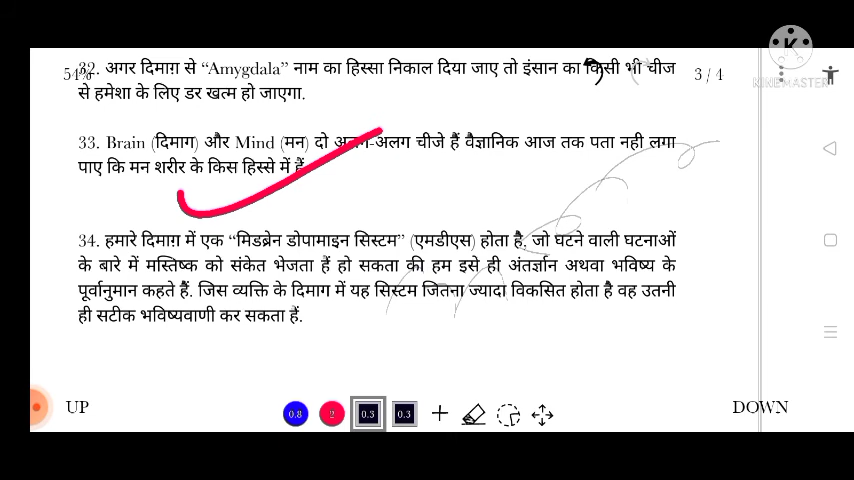 32. अगर दिमाग़ से “Amygdala” नाम का हिस्सा निकाल दिया जाए तो इंसान का किसी भी चीज
54%
3 / 4
KINEMASTER
से हमेशा के लिए डर खत्म हो जाएगा.
33. Brain (दिमाग) और Mind (मन) दो अलग-अलग चीजे हैं वैज्ञानिक आज तक पता नही लगा
पाए कि मन शरीर के किस हिस्से में हैं
34. हमारे दिमाग़ में एक “मिडब्रेन डोपामाइन सिस्टम” (एमडीएस) होता है, जो घटने वाली घटनाओं
के बारे में मस्तिष्क को संकेत भेजता हैं हो सकता की हम इसे ही अंतर्ज्ञान अथवा भविष्य के
पूर्वानुमान कहते हैं. जिस व्यक्ति के दिमाग में यह सिस्टम जितना ज्यादा विकसित होता है वह उतनी
ही सटीक भविष्यवाणी कर सकता हैं.
UP
0.8 2 0.3 0.3
DOWN